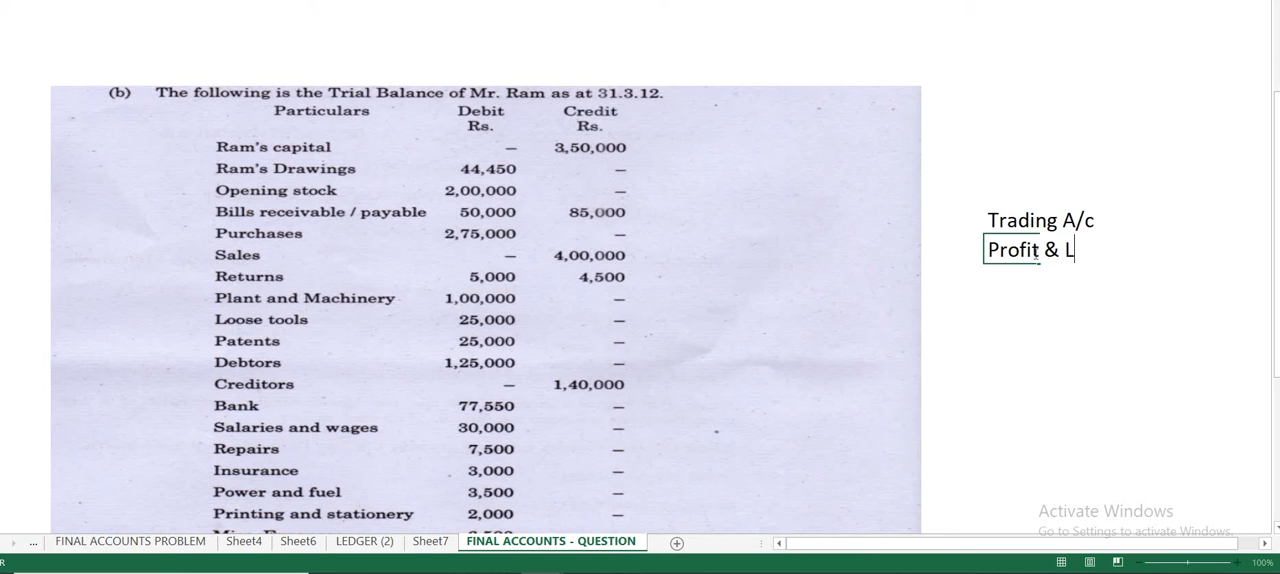 (b) The following is the Trial Balance of Mr. Ram as at 31.3.12.
Particulars Debit Credit
Rs. Rs.
Ram's capital — 3,50,000
Ram's Drawings 44,450 —
Opening stock 2,00,000 —
Bills receivable / payable 50,000 85,000
Purchases 2,75,000 —
Sales — 4,00,000
Returns 5,000 4,500
Plant and Machinery 1,00,000 —
Loose tools 25,000 —
Patents 25,000 —
Debtors 1,25,000 —
Creditors — 1,40,000
Bank 77,550 —
Salaries and wages 30,000 —
Repairs 7,500 —
Insurance 3,000 —
Power and fuel 3,500 —
Printing and stationery 2,000 —
Trading A/c
Profit & L
Activate Windows
Go to Settings to activate Windows.
... FINAL ACCOUNTS PROBLEM Sheet4 Sheet6 LEDGER (2) Sheet7 FINAL ACCOUNTS - QUESTION
R 100%